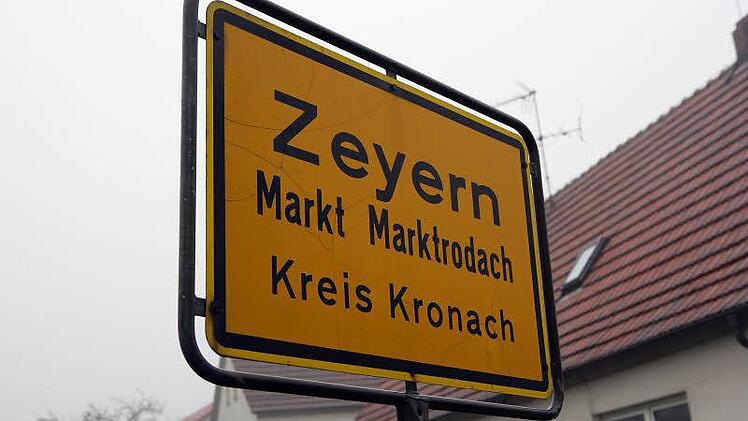 Zeyern
Markt Marktrodach
Kreis Kronach